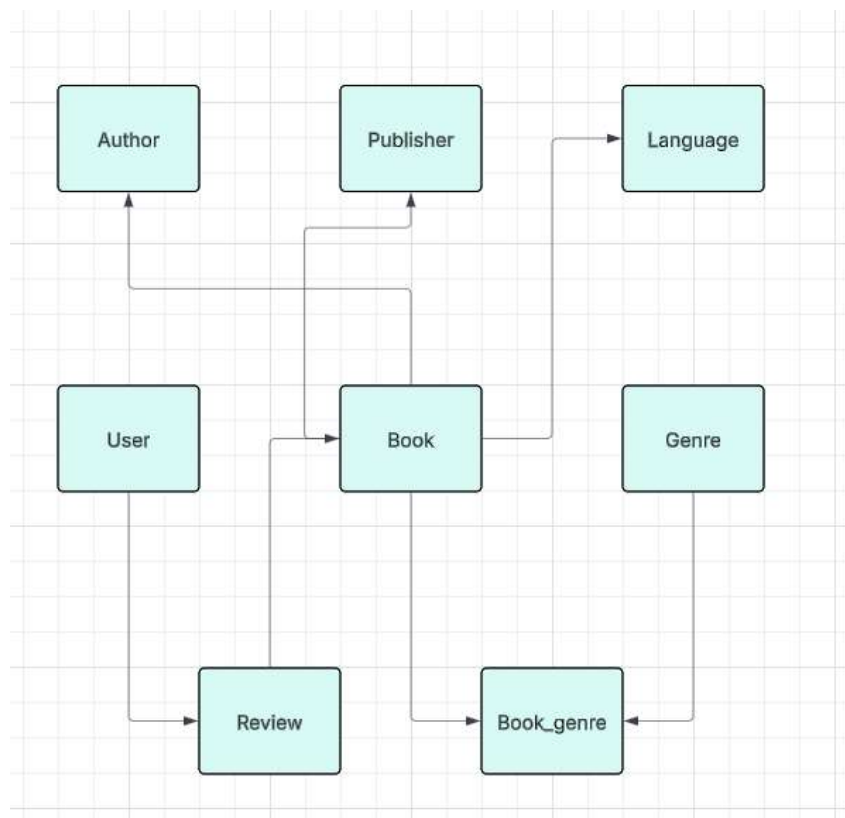 Author
Publisher
Language
User
Book
Genre
Review
Book_genre